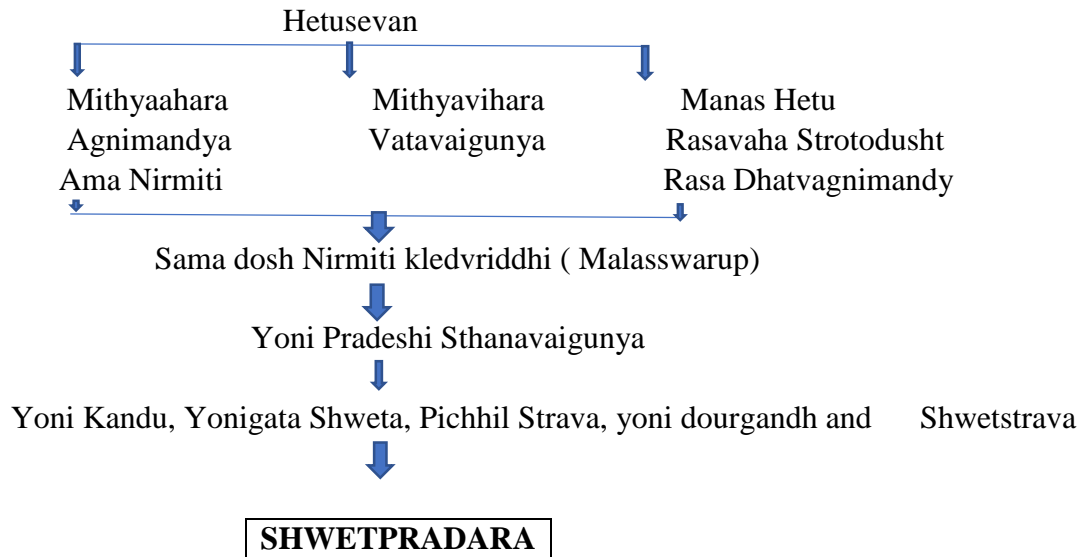 Hetusevan
Mithyaahara Mithyavihara Manas Hetu
Agnimandya Vatavaigunya Rasavaha Strotodusht
Ama Nirmiti Rasa Dhatvagnimandy
Sama dosh Nirmiti kledvriddhi ( Malasswarup)
Yoni Pradeshi Sthanavaigunya
Yoni Kandu, Yonigata Shweta, Pichhil Strava, yoni dourgandh and Shwetstrava
SHWETPRADARA